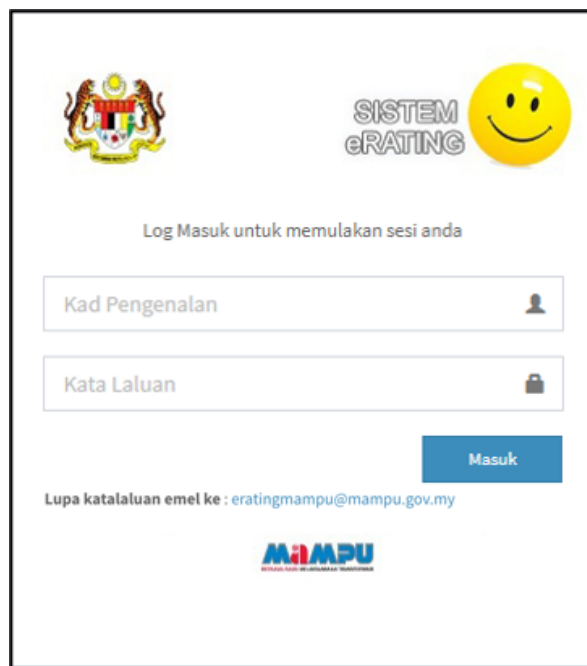 SISTEM
eRATING
Log Masuk untuk memulakan sesi anda
Kad Pengenalan
Kata Laluan
Masuk
Lupa katalaluan emel ke : eratingmampu@mampu.gov.my
MAMPU